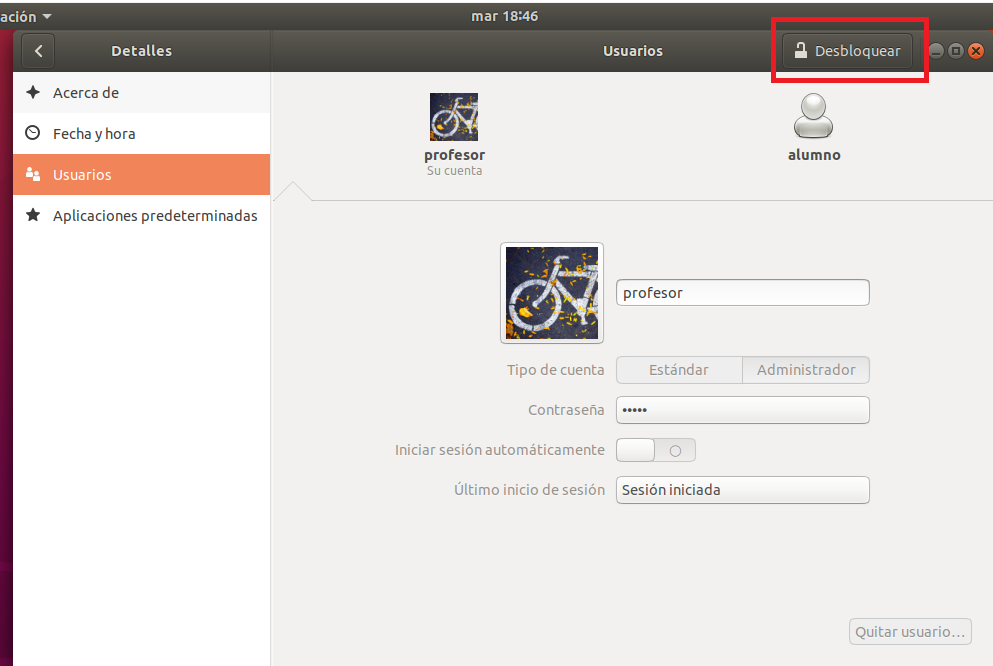 ación
mar 18:46
Detalles
Usuarios
Desbloquear
Acerca de
Fecha y hora
Usuarios
Aplicaciones predeterminadas
profesor
Su cuenta
alumno
profesor
Tipo de cuenta
Estándar
Administrador
Contraseña
•••••
Iniciar sesión automáticamente
Último inicio de sesión
Sesión iniciada
Quitar usuario…